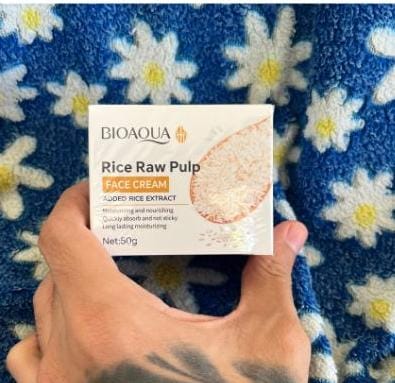 BIOAQUA
Rice Raw Pulp
FACE CREAM
ADDED RICE EXTRACT
Moisturizing and nourishing
Quickly absorb and not sticky
Long lasting moisturizing
Net:50g